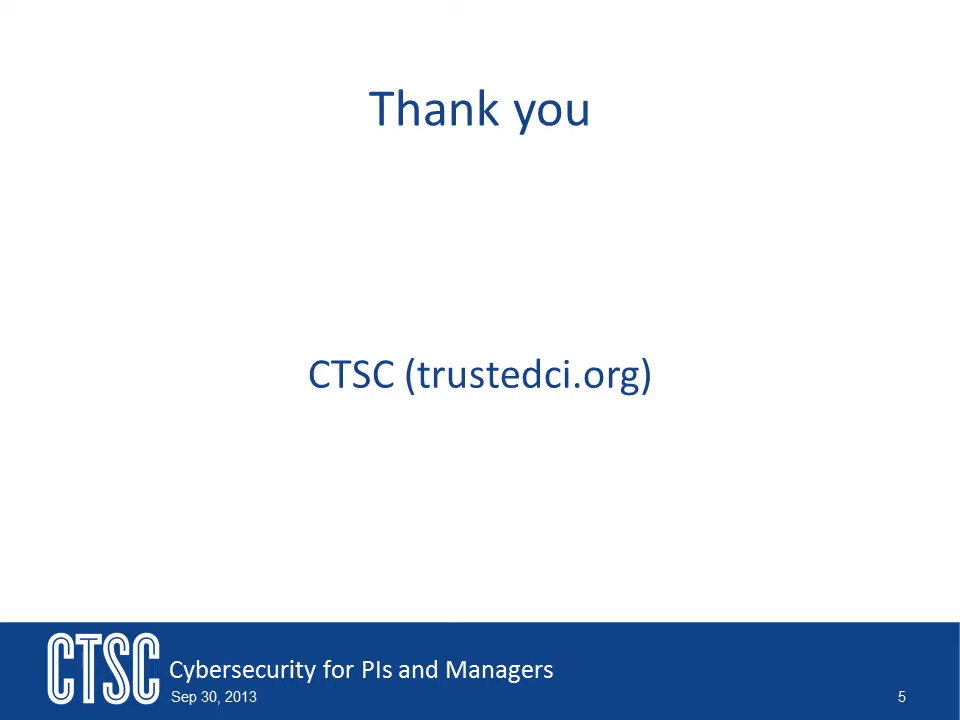 Thank you
CTSC (trustedci.org)
CTSC
Cybersecurity for PIs and Managers
Sep 30, 2013
5